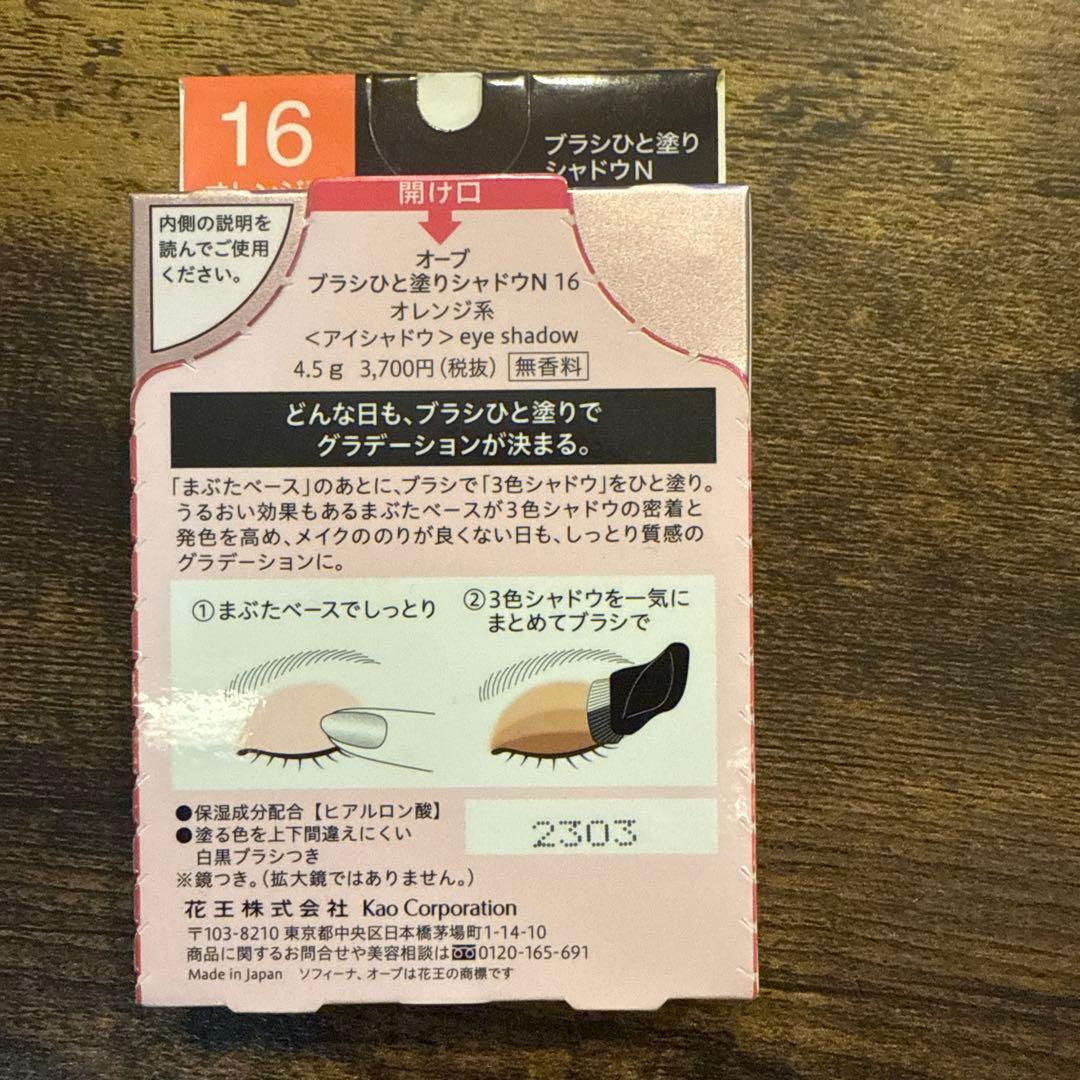 16
オレンジ
ブラシひと塗り
シャドウN
開け口
内側の説明を
読んでご使用
ください。
オーブ
ブラシひと塗りシャドウN 16
オレンジ系
＜アイシャドウ＞eye shadow
4.5g 3,700円（税抜） 無香料
どんな日も、ブラシひと塗りで
グラデーションが決まる。
「まぶたベース」のあとに、ブラシで「3色シャドウ」をひと塗り。
うるおい効果もあるまぶたベースが3色シャドウの密着と
発色を高め、メイクののりが良くない日も、しっとり質感の
グラデーションに。
①まぶたベースでしっとり
②3色シャドウを一気に
まとめてブラシで
●保湿成分配合【ヒアルロン酸】
●塗る色を上下間違えにくい
白黒ブラシつき
※鏡つき。（拡大鏡ではありません。）
2303
花王株式会社 Kao Corporation
〒103-8210 東京都中央区日本橋茅場町1-14-10
商品に関するお問合せや美容相談は0120-165-691
Made in Japan ソフィーナ、オーブは花王の商標です